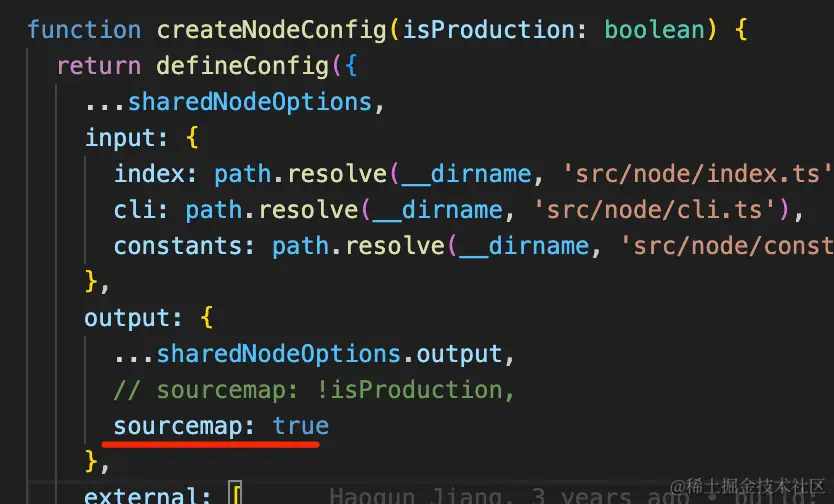 function createNodeConfig(isProduction: boolean) {
return defineConfig({
...sharedNodeOptions,
input: {
index: path.resolve(__dirname, 'src/node/index.ts'
cli: path.resolve(__dirname, 'src/node/cli.ts'),
constants: path.resolve(__dirname, 'src/node/const
},
output: {
...sharedNodeOptions.output,
// sourcemap: !isProduction,
sourcemap: true
},
external: [ Haoqun Jiang, 3 years ago • build:
@稀土掘金技术社区